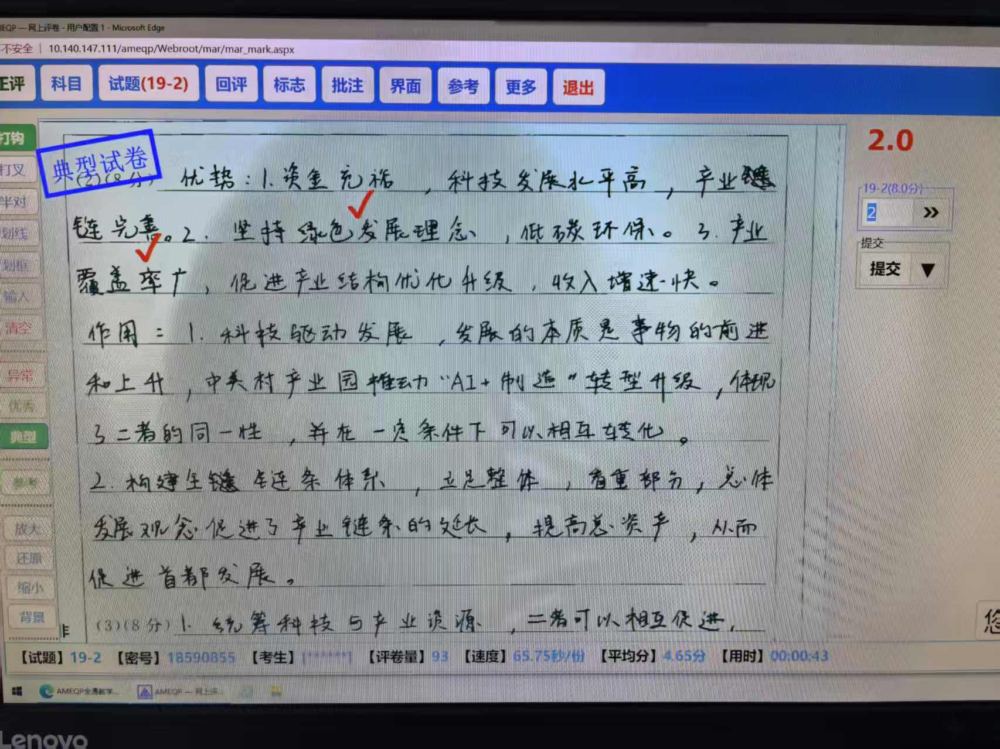 IEQP — 网上评卷 - 用户配置 1 - Microsoft Edge
不安全 | 10.140.147.111/ameqp/Webroot/mar/mar_mark.aspx
正评 科目 试题(19-2) 回评 标志 批注 界面 参考 更多 退出
打钩
打叉
半对
划线
划框
输入
清空
异常
优秀
典型
参考
放大
还原
缩小
背景
典型试卷
(2)(8分) 优势:1.资金充裕,科技发展水平高,产业
链完善。2. 坚持绿色发展理念,低碳环保。3.产业
覆盖率广,促进产业结构优化升级,收入增速快。
作用:1.科技驱动发展,发展的本质是事物的前进
和上升,中关村产业园推动“AI+制造”转型升级,体现
了二者的同一性,并在一定条件下可以相互转化。
2.构建全链条体系,立足整体,着重部分,总体
发展观念促进了产业链条的延长,提高总资产,从而
促进首都发展。
(3)(8分)1. 统筹科技与产业资源,二者可以相互促进,
2.0
19-2(8.0分)
2 »
提交
提交 ▼
您
【试题】19-2 【密号】18590855 【考生】[******] 【评卷量】93 【速度】65.75秒/份 【平均分】4.65分 【用时】00:00:43
AMEQP全通教学... AMEQP — 网上评...
Lenovo